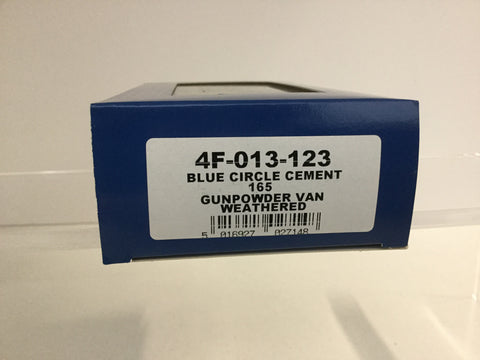 4F-013-123
BLUE CIRCLE CEMENT
165
GUNPOWDER VAN
WEATHERED
5 016927 027148